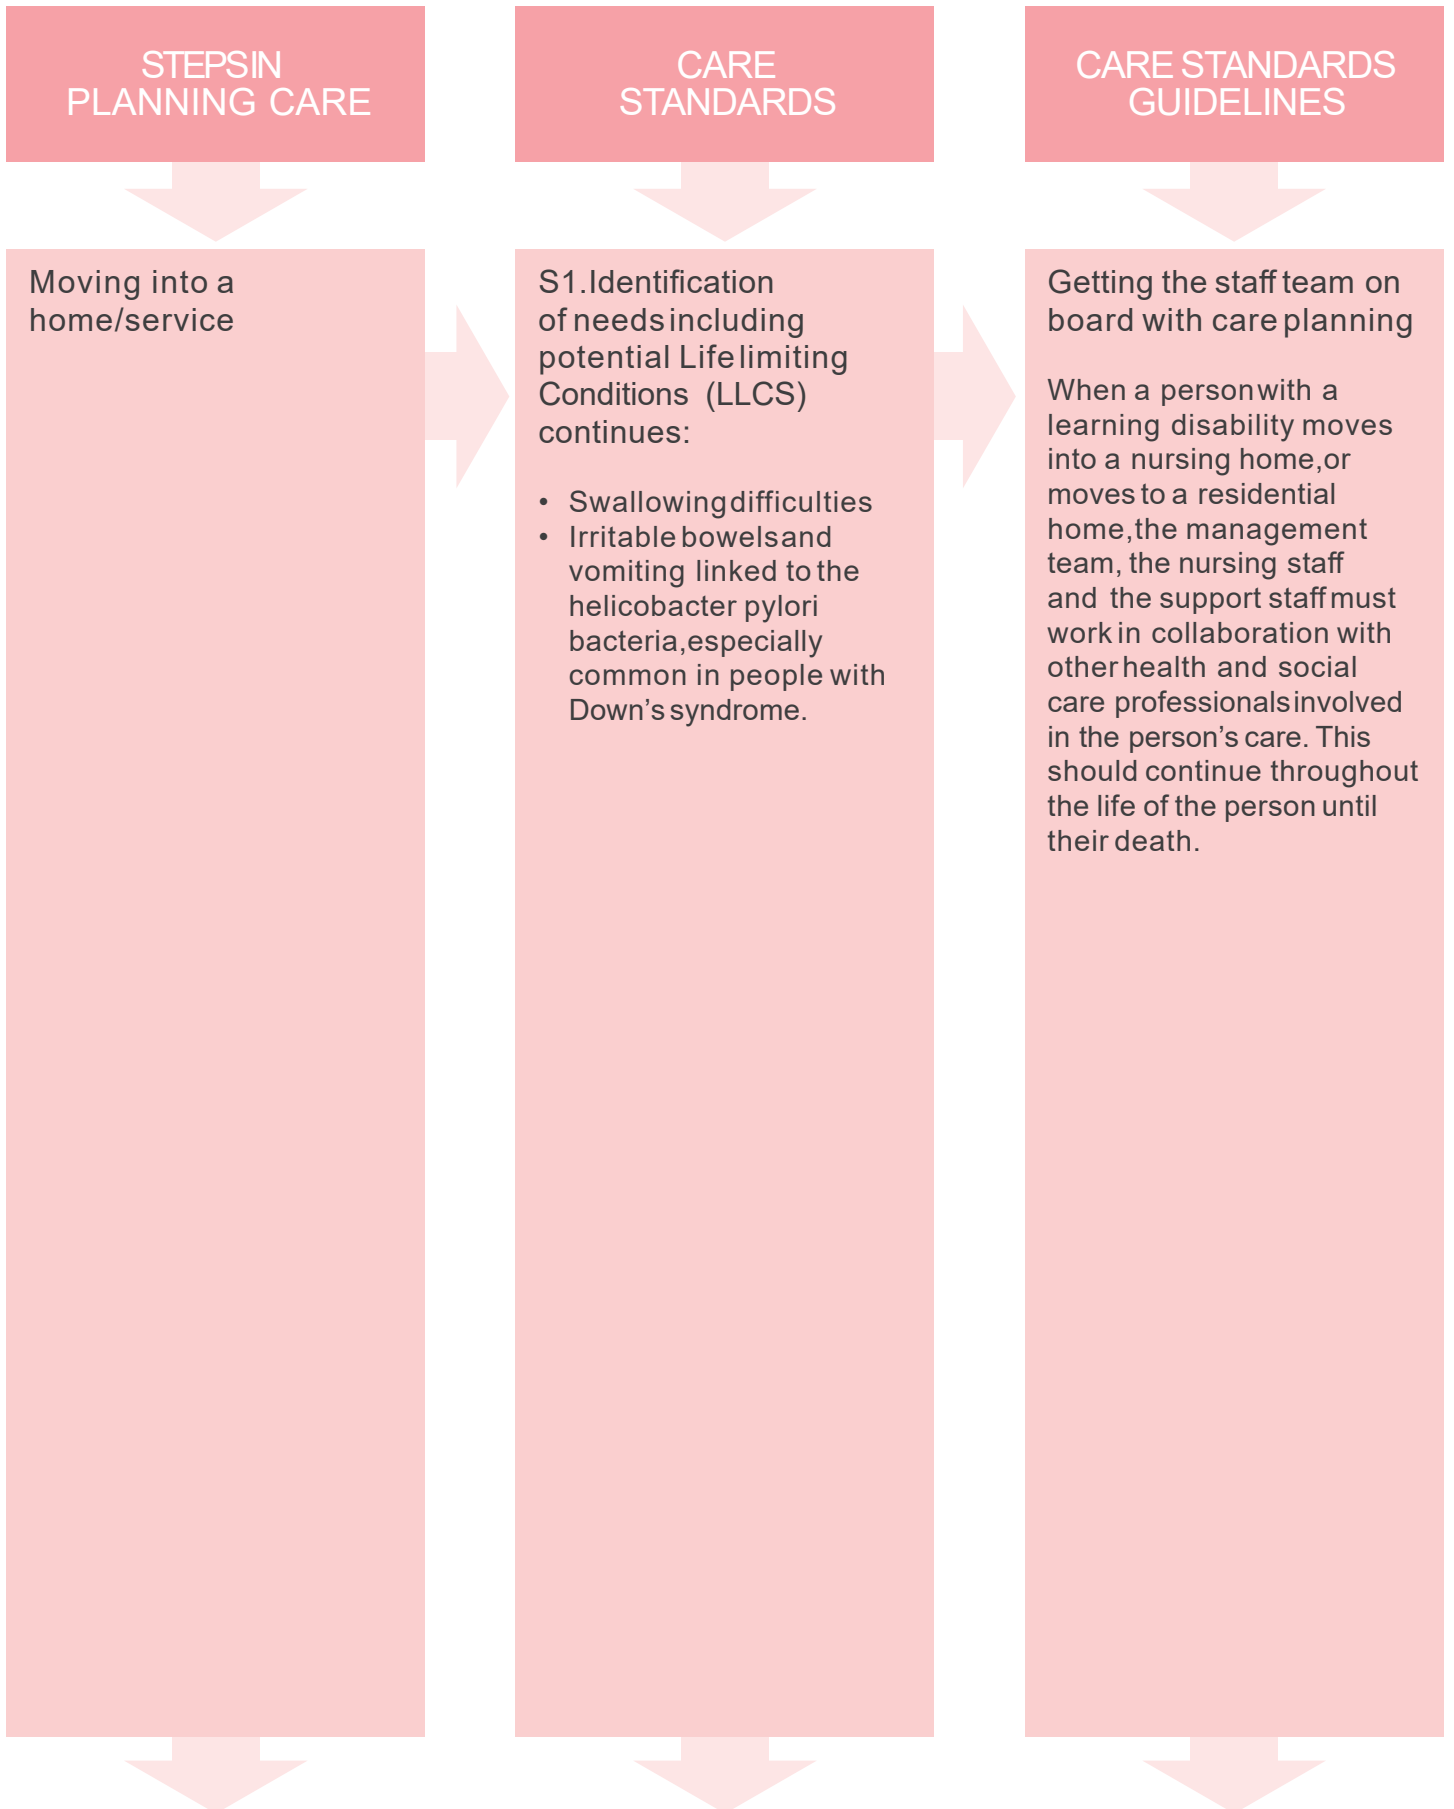 STEPS IN
PLANNING CARE
CARE
STANDARDS
CARE STANDARDS
GUIDELINES
Moving into a
home/service
S1.Identification
of needs including
potential Life limiting
Conditions (LLCS)
continues:
• Swallowing difficulties
• Irritable bowels and
vomiting linked to the
helicobacter pylori
bacteria, especially
common in people with
Down's syndrome.
Getting the staff team on
board with care planning
When a person with a
learning disability moves
into a nursing home, or
moves to a residential
home, the management
team, the nursing staff
and the support staff must
work in collaboration with
other health and social
care professionals involved
in the person's care. This
should continue throughout
the life of the person until
their death.